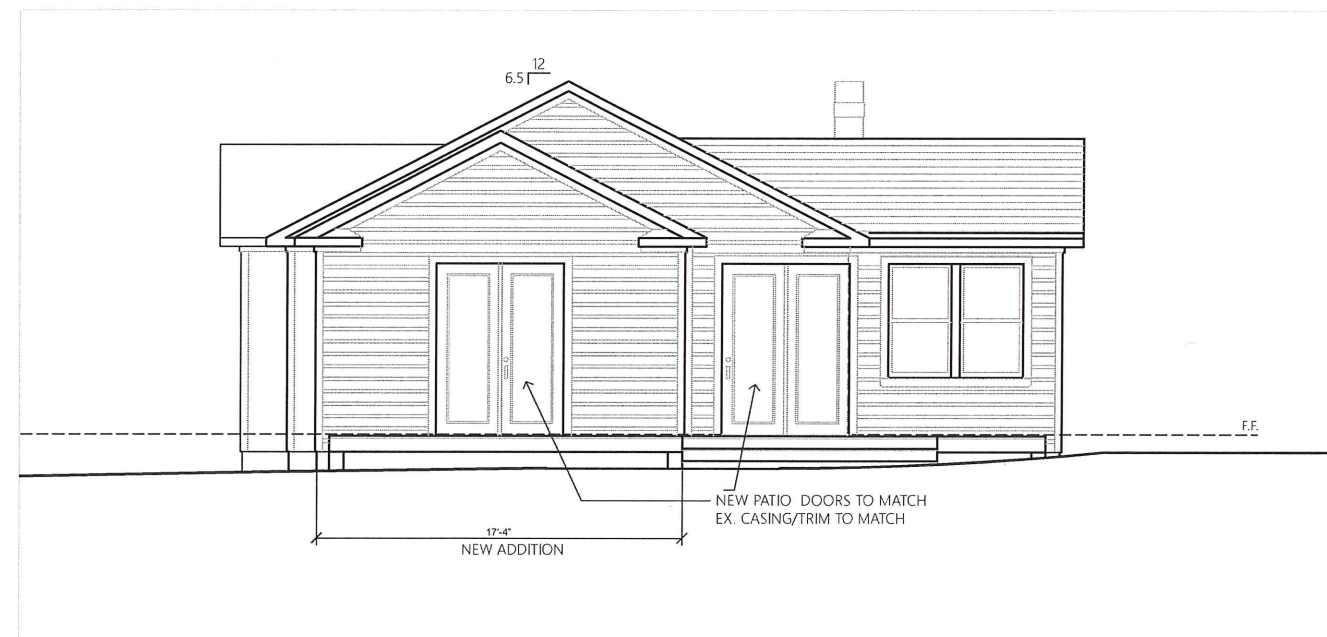 12
6.5
F.F.
NEW PATIO DOORS TO MATCH
EX. CASING/TRIM TO MATCH
17'-4"
NEW ADDITION